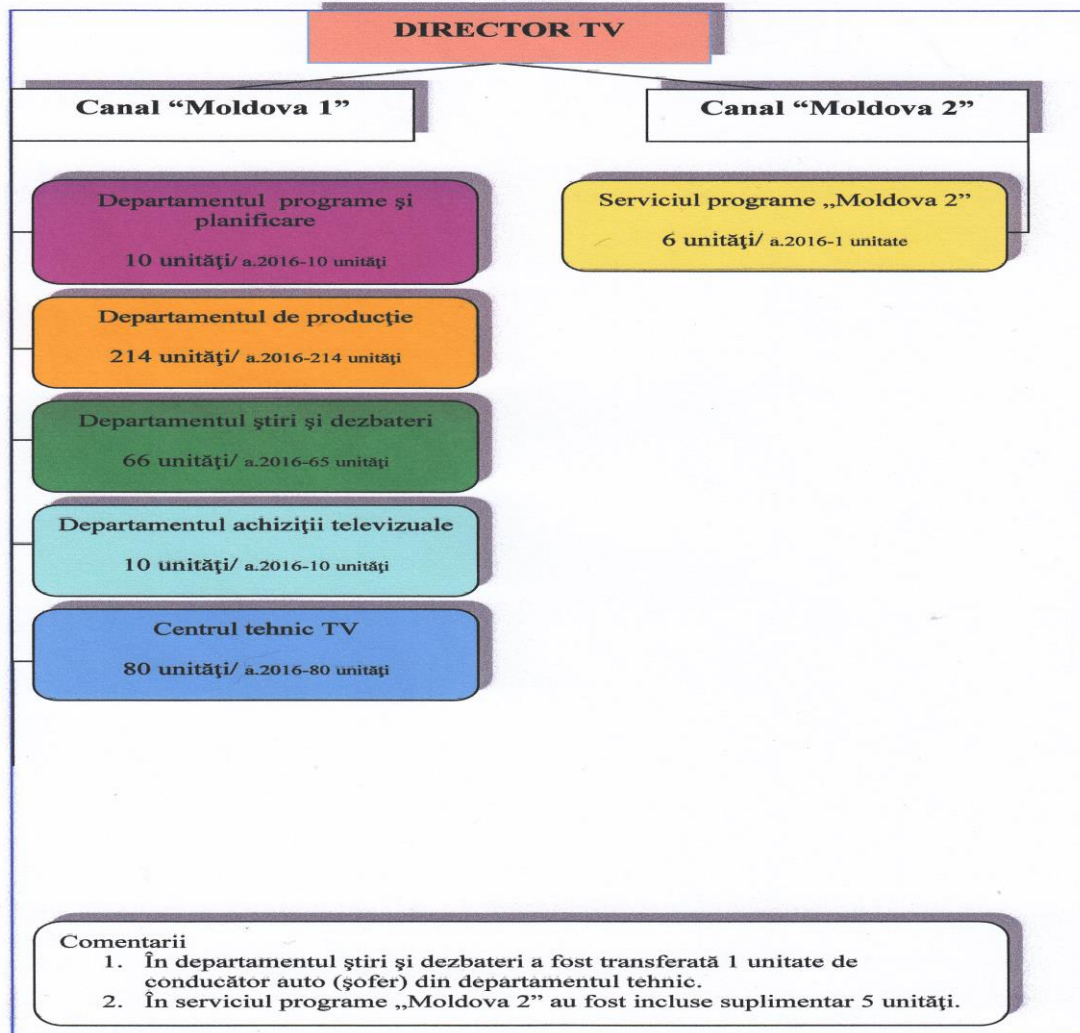 DIRECTOR TV
Canal “Moldova 1”
Canal “Moldova 2”
Departamentul programe şi
planificare
10 unităţi/ a.2016-10 unităţi
Serviciul programe „Moldova 2”
6 unităţi/ a.2016-1 unitate
Departamentul de producţie
214 unităţi/ a.2016-214 unităţi
Departamentul ştiri şi dezbateri
66 unităţi/ a.2016-65 unităţi
Departamentul achiziţii televizuale
10 unităţi/ a.2016-10 unităţi
Centrul tehnic TV
80 unităţi/ a.2016-80 unităţi
Comentarii
1. În departamentul ştiri şi dezbateri a fost transferată 1 unitate de
conducător auto (şofer) din departamentul tehnic.
2. În serviciul programe „Moldova 2” au fost incluse suplimentar 5 unităţi.